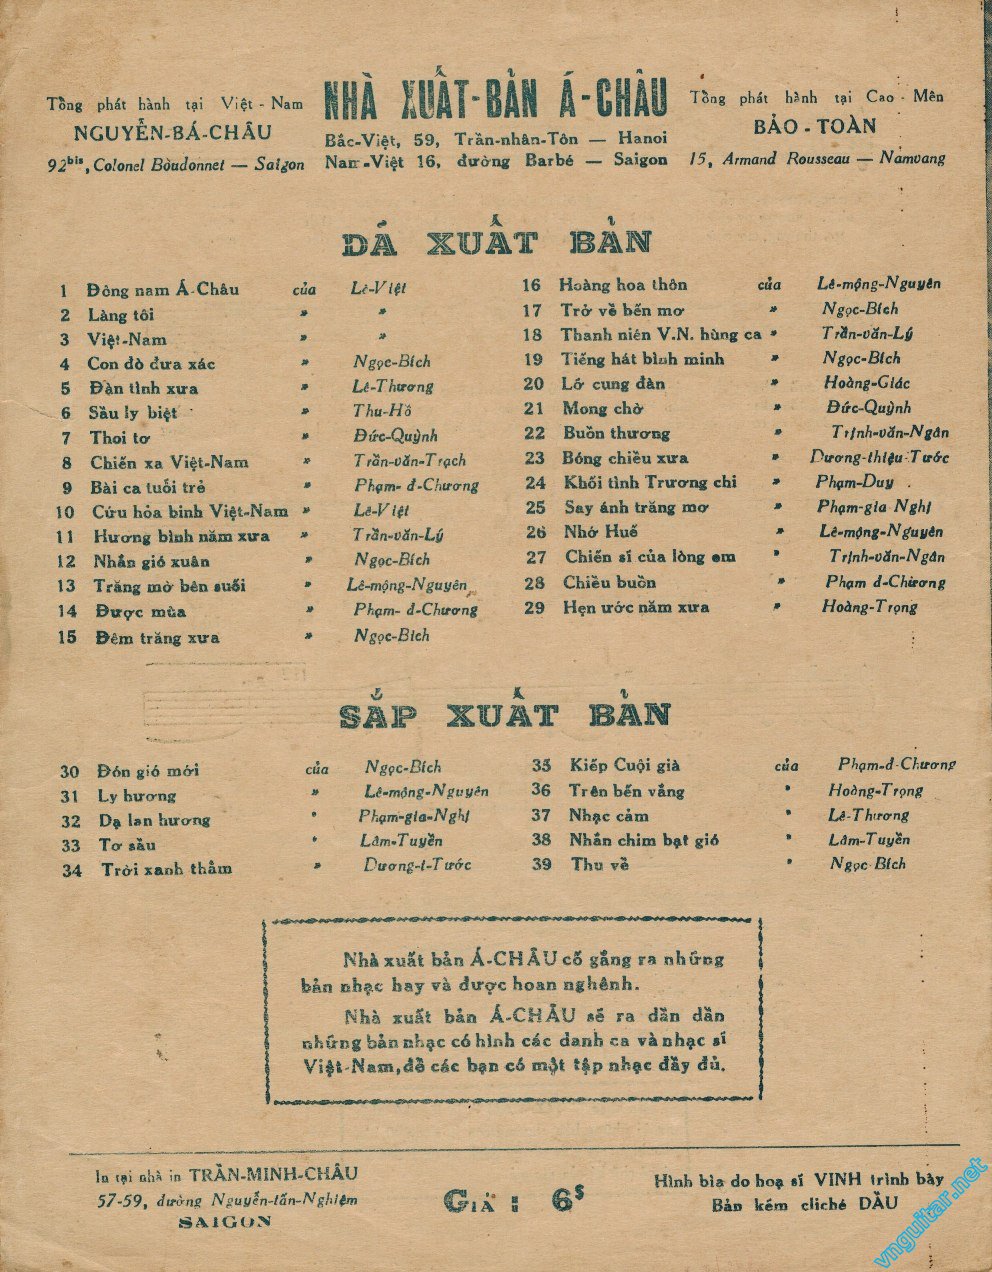 Tồng phát hành tại Việt - Nam
NGUYỄN-BÁ-CHÂU
92bis, Colonel Bòudonnet — Saigon
NHÀ XUẤT-BẢN Á-CHÂU
Bắc-Việt, 59, Trần-nhân-Tôn — Hanoi
Nam-Việt 16, đường Barbé — Saigon
Tồng phát hành tại Cao - Mên
BẢO - TOÀN
15, Armand Rousseau — Namvang
DÁ XUẤT BẢN
1 Đông nam Á-Châu của Lê-Việt
2 Làng tôi " "
3 Việt-Nam " "
4 Con đò đưa xác " Ngọc-Bích
5 Đàn tình xưa " Lê-Thương
6 Sầu ly biệt " Thu-Hồ
7 Thoi tơ " Đức-Quỳnh
8 Chiến xa Việt-Nam " Trần-văn-Trạch
9 Bài ca tuổi trẻ " Phạm- đ-Chương
10 Cứu hỏa binh Việt-Nam " Lê-Việt
11 Hương bình năm xưa " Trần-văn-Lý
12 Nhắn gió xuân " Ngọc-Bích
13 Trăng mờ bên suối " Lê-mộng-Nguyên
14 Được mùa " Phạm- đ-Chương
15 Đêm trăng xưa " Ngọc-Bích
16 Hoàng hoa thôn của Lê-mộng-Nguyên
17 Trở về bến mơ " Ngọc-Bích
18 Thanh niên V.N. hùng ca " Trần-văn-Lý
19 Tiếng hát bình minh " Ngọc-Bích
20 Lỡ cung đàn " Hoàng-Giác
21 Mong chờ " Đức-Quỳnh
22 Buồn thương " Trịnh-văn-Ngân
23 Bóng chiều xưa " Dương-thiệu-Tước
24 Khối tình Trương chi " Phạm-Duy
25 Say ánh trăng mơ " Phạm-gia-Nghị
26 Nhớ Huế " Lê-mộng-Nguyên
27 Chiến sĩ của lòng em " Trịnh-văn-Ngân
28 Chiều buồn " Phạm đ-Chương
29 Hẹn ước năm xưa " Hoàng-Trọng
SẮP XUẤT BẢN
30 Đón gió mới của Ngọc-Bích
31 Ly hương " Lê-mộng-Nguyên
32 Dạ lan hương " Phạm-gia-Nghị
33 Tơ sầu " Lâm-Tuyền
34 Trời xanh thẳm " Dương-t-Tước
35 Kiếp Cuội già của Phạm-đ-Chương
36 Trên bến vắng " Hoàng-Trọng
37 Nhạc cảm " Lê-Thương
38 Nhắn chim bạt gió " Lâm-Tuyền
39 Thu về " Ngọc Bích
Nhà xuất bản Á-CHÂU cố gắng ra những
bản nhạc hay và được hoan nghênh.
Nhà xuất bản Á-CHÂU sẽ ra dần dần
những bản nhạc có hình các danh ca và nhạc sĩ
Việt-Nam, đề các bạn có một tập nhạc đầy đủ.
In tại nhà in TRẦN-MINH-CHÂU
57-59, đường Nguyễn-tấn-Nghiệm
SAIGON
GIÁ : 6$
Hình bìa do hoạ sĩ VINH trình bày
Bản kẽm cliché DẦU
vnguitar.net